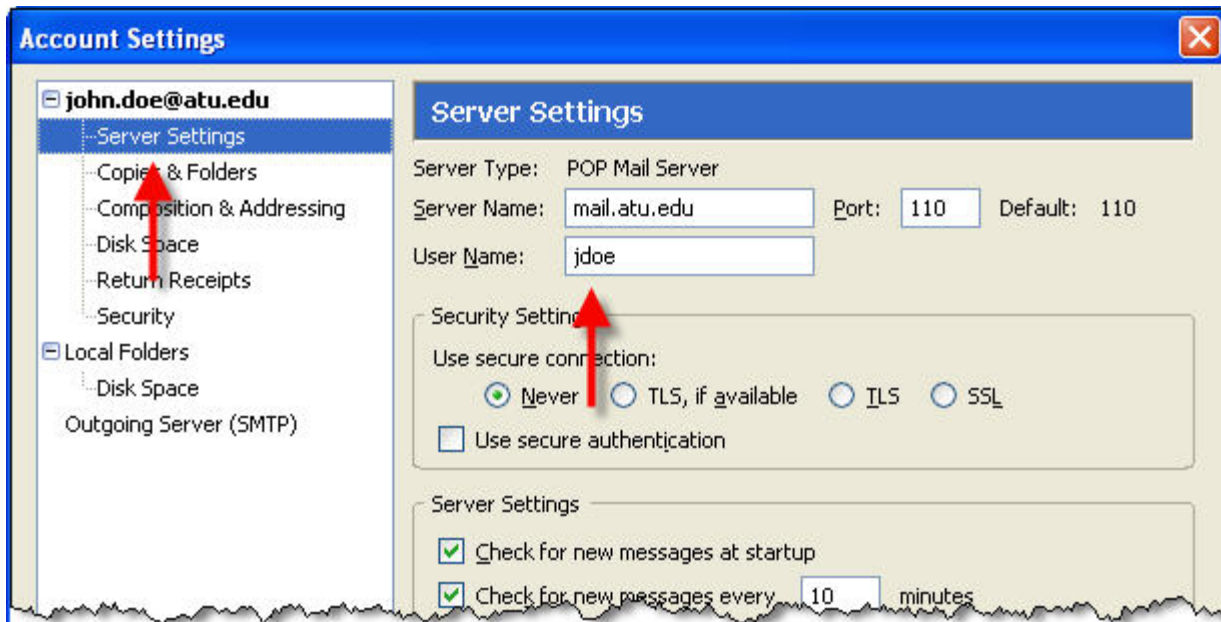 Account Settings
john.doe@atu.edu
Server Settings
Copies & Folders
Composition & Addressing
Disk Space
Return Receipts
Security
Local Folders
Disk Space
Outgoing Server (SMTP)
Server Settings
Server Type: POP Mail Server
Server Name: mail.atu.edu Port: 110 Default: 110
User Name: jdoe
Security Settings
Use secure connection:
Never TLS, if available TLS SSL
Use secure authentication
Server Settings
Check for new messages at startup
Check for new messages every 10 minutes